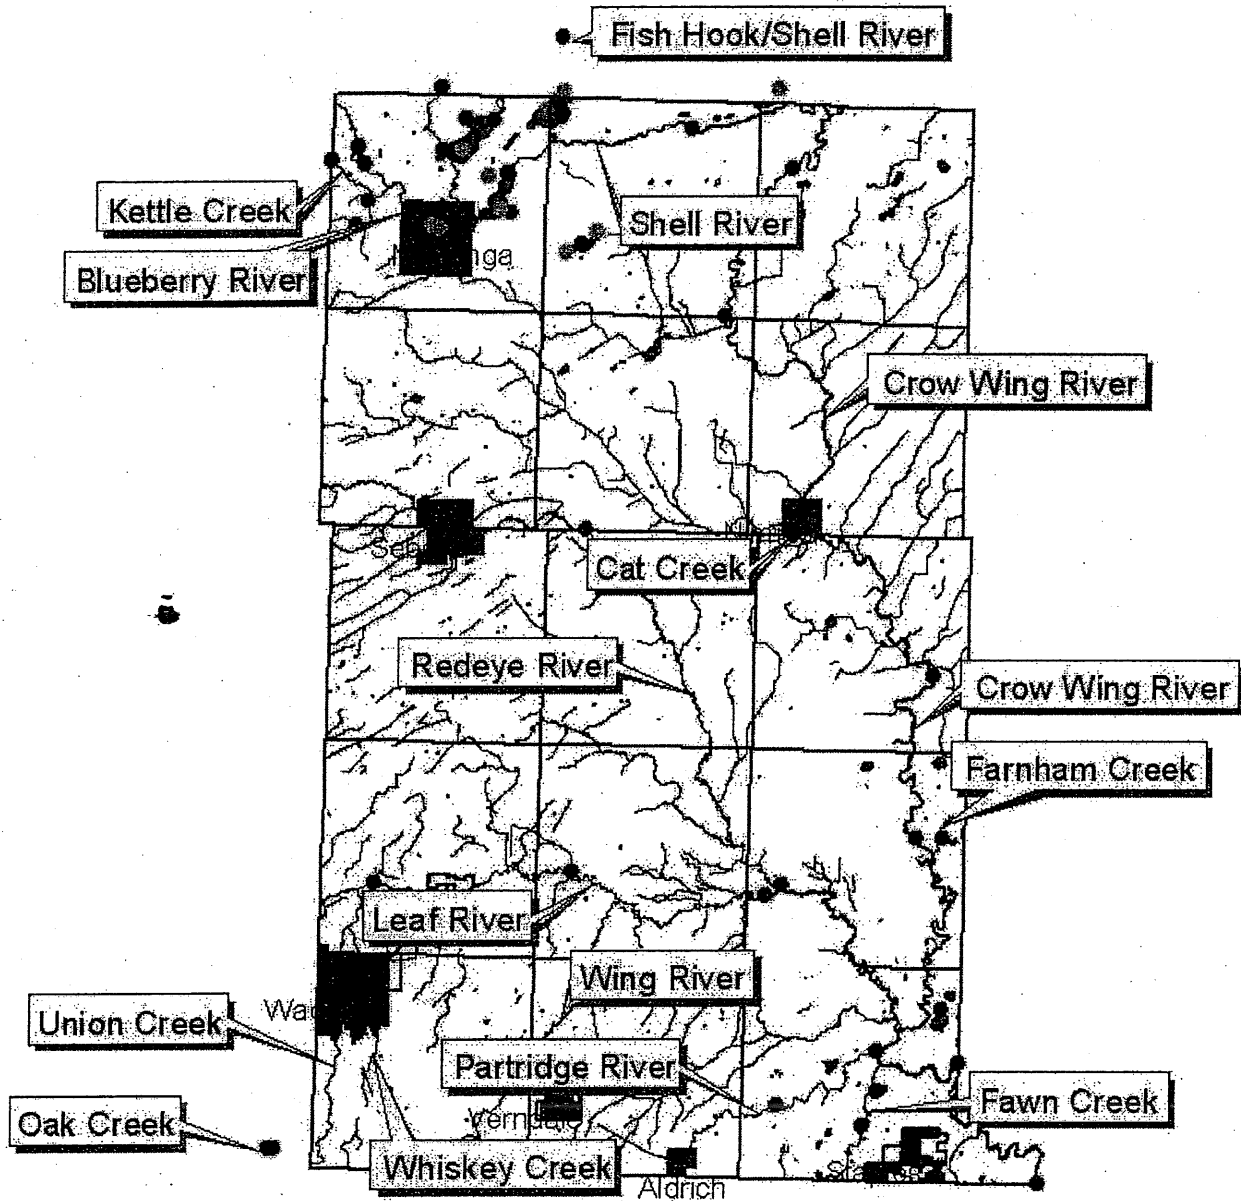 Fish Hook/Shell River
Kettle Creek
Shell River
Blueberry River
Crow Wing River
Cat Creek
Redeye River
Crow Wing River
Farnham Creek
Leaf River
Wing River
Union Creek
Partridge River
Fawn Creek
Oak Creek
Verndale
Whiskey Creek
Aldrich